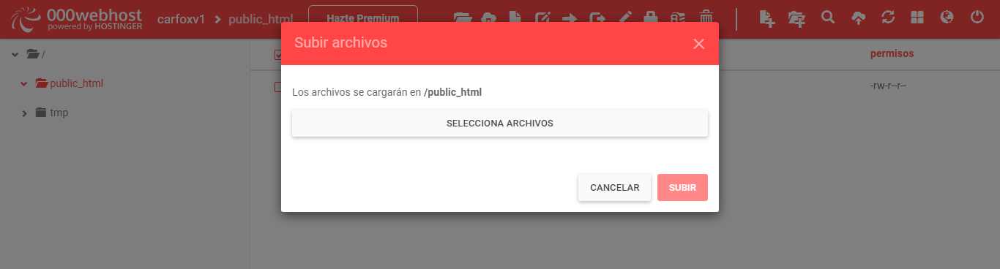 000webhost
powered by HOSTINGER
carfoxv1 > public_html
Hazte Premium
Subir archivos
/
permisos
public_html
Los archivos se cargarán en /public_html
-rw-r--r--
tmp
SELECCIONA ARCHIVOS
CANCELAR
SUBIR